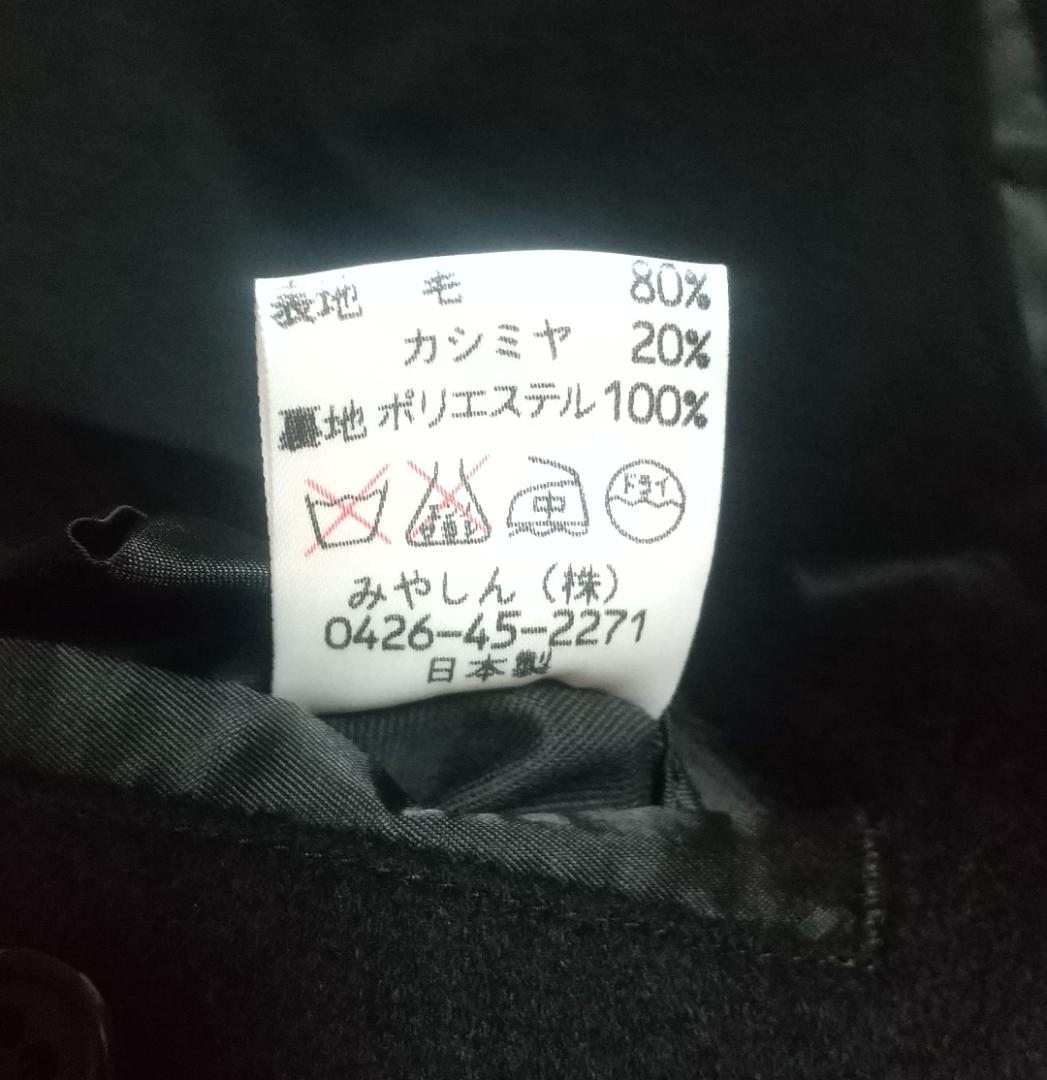 表地 毛 80%
カシミヤ 20%
裏地 ポリエステル 100%
ドライ
中
みやしん(株)
0426-45-2271
日本製